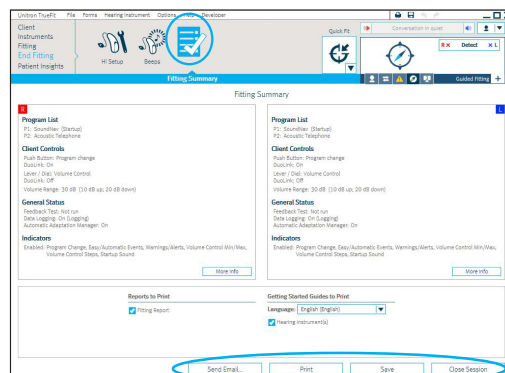 Unitron TrueFit File Forms Hearing Instrument Options Help Developer
Client
Instruments
Fitting
End Fitting
Patient Insights
HI Setup
Beeps
Fitting Summary
Quick Fit
Conversation in quiet
R X Detect X L
Guided Fitting +
Fitting Summary
R
Program List
P1: SoundNav (Startup)
P2: Acoustic Telephone
Client Controls
Push Button: Program change
DuoLink: On
Lever / Dial: Volume Control
DuoLink: Off
Volume Range: 30 dB (10 dB up, 20 dB down)
General Status
Feedback Test: Not run
Data Logging: On (Logging)
Automatic Adaptation Manager: On
Indicators
Enabled: Program Change, Easy/Automatic Events, Warnings/Alerts, Volume Control Min/Max,
Volume Control Steps, Startup Sound
More Info
L
Program List
P1: SoundNav (Startup)
P2: Acoustic Telephone
Client Controls
Push Button: Program change
DuoLink: On
Lever / Dial: Volume Control
DuoLink: Off
Volume Range: 30 dB (10 dB up, 20 dB down)
General Status
Feedback Test: Not run
Data Logging: On (Logging)
Automatic Adaptation Manager: On
Indicators
Enabled: Program Change, Easy/Automatic Events, Warnings/Alerts, Volume Control Min/Max,
Volume Control Steps, Startup Sound
More Info
Reports to Print
Fitting Report
Getting Started Guides to Print
Language: English (English)
Hearing Instrument(s)
Send Email... Print Save Close Session